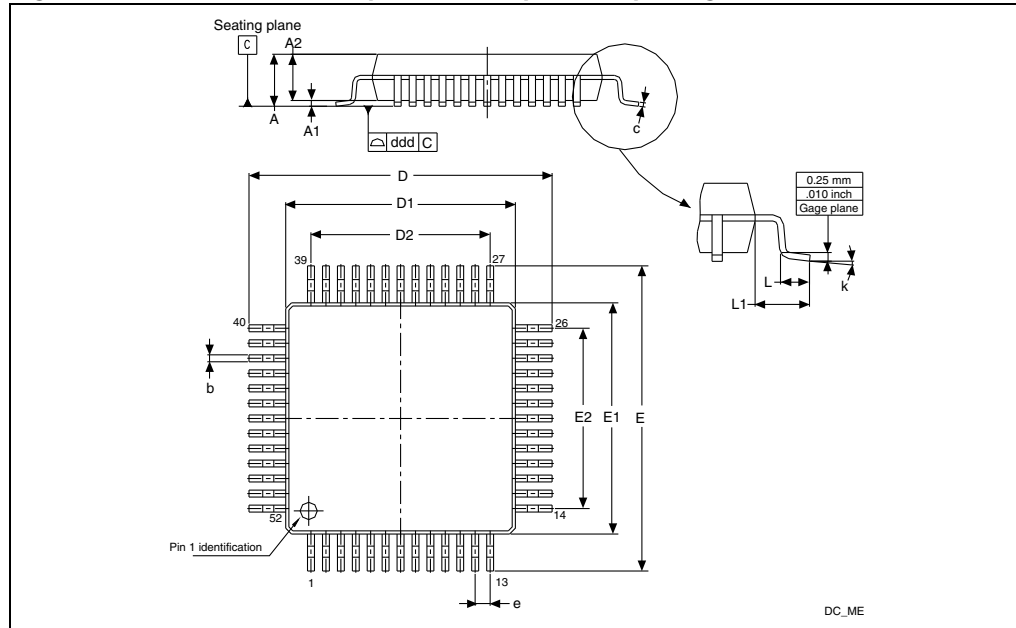 Seating plane
C
A2
A
A1
ddd C
c
D
D1
D2
0.25 mm
.010 inch
Gage plane
L
L1
k
39
27
40
26
b
E2
E1
E
52
14
Pin 1 identification
1
13
e
DC_ME